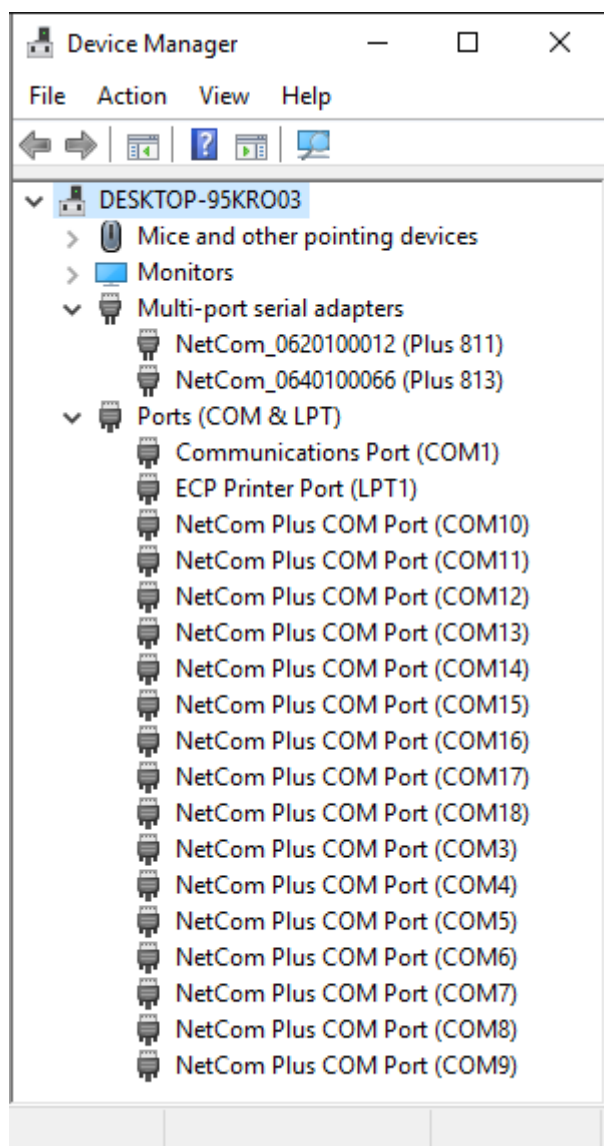 Device Manager
File Action View Help
DESKTOP-95KRO03
Mice and other pointing devices
Monitors
Multi-port serial adapters
NetCom_0620100012 (Plus 811)
NetCom_0640100066 (Plus 813)
Ports (COM & LPT)
Communications Port (COM1)
ECP Printer Port (LPT1)
NetCom Plus COM Port (COM10)
NetCom Plus COM Port (COM11)
NetCom Plus COM Port (COM12)
NetCom Plus COM Port (COM13)
NetCom Plus COM Port (COM14)
NetCom Plus COM Port (COM15)
NetCom Plus COM Port (COM16)
NetCom Plus COM Port (COM17)
NetCom Plus COM Port (COM18)
NetCom Plus COM Port (COM3)
NetCom Plus COM Port (COM4)
NetCom Plus COM Port (COM5)
NetCom Plus COM Port (COM6)
NetCom Plus COM Port (COM7)
NetCom Plus COM Port (COM8)
NetCom Plus COM Port (COM9)